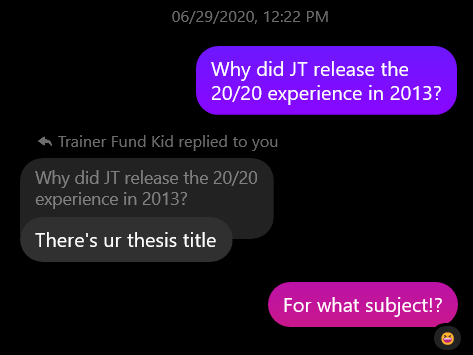 06/29/2020, 12:22 PM
Why did JT release the
20/20 experience in 2013?
Trainer Fund Kid replied to you
Why did JT release the 20/20
experience in 2013?
There's ur thesis title
For what subject!?